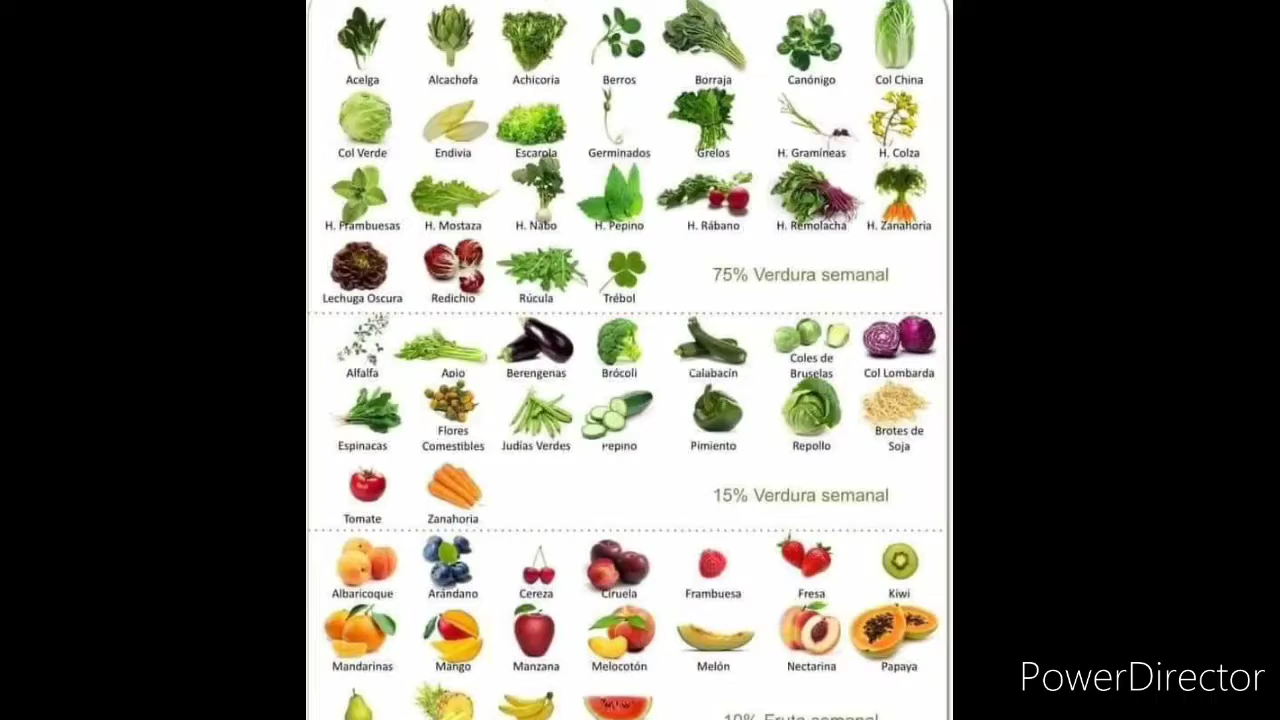 Acelga Alcachofa Achicoria Berros Borraja Canónigo Col China
Col Verde Endivia Escarola Germinados Grelos H. Gramíneas H. Colza
H. Frambuesas H. Mostaza H. Nabo H. Pepino H. Rábano H. Remolacha H. Zanahoria
Lechuga Oscura Redichio Rúcula Trébol 75% Verdura semanal
Alfalfa Apio Berengenas Brócoli Calabacín Coles de Bruselas Col Lombarda
Espinacas Flores Comestibles Judías Verdes Pepino Pimiento Repollo Brotes de Soja
Tomate Zanahoria 15% Verdura semanal
Albaricoque Arándano Cereza Ciruela Frambuesa Fresa Kiwi
Mandarinas Mango Manzana Melocotón Melón Nectarina Papaya
10% Fruta semanal
PowerDirector